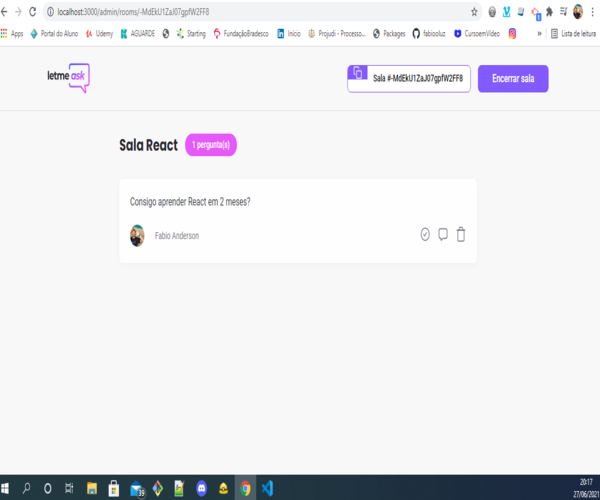 localhost:3000/admin/rooms/-MdEkU1ZaJ07gpfW2FF8
Apps Portal do Aluno Udemy AGUARDE Starting FundaçãoBradesco Início Projudi - Processo... Packages fabiooluz CursoemVídeo » Lista de leitura
letmeask
Sala #-MdEkU1ZaJ07gpfW2FF8
Encerrar sala
Sala React
1 pergunta(s)
Consigo aprender React em 2 meses?
Fabio Anderson
20:17
27/06/2021